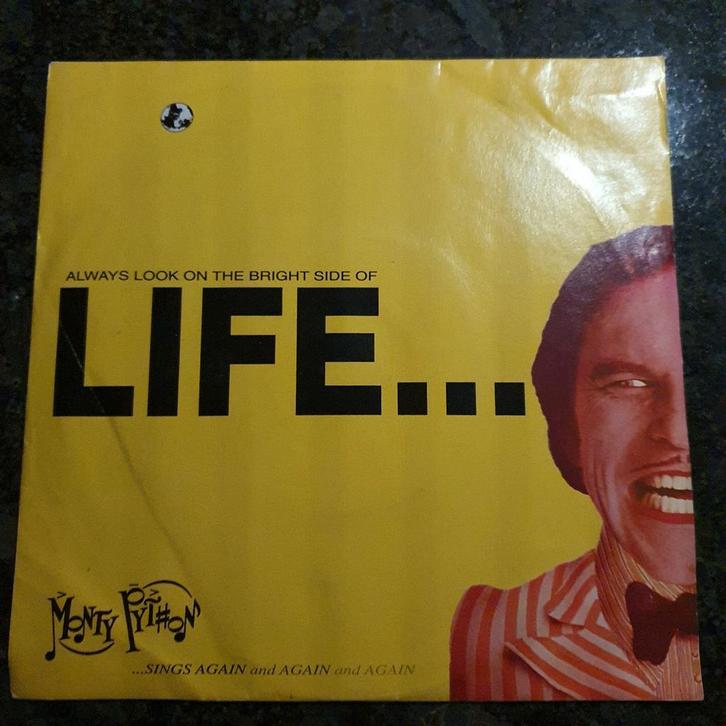 ALWAYS LOOK ON THE BRIGHT SIDE OF
LIFE...
MONTY PYTHON
...SINGS AGAIN and AGAIN and AGAIN